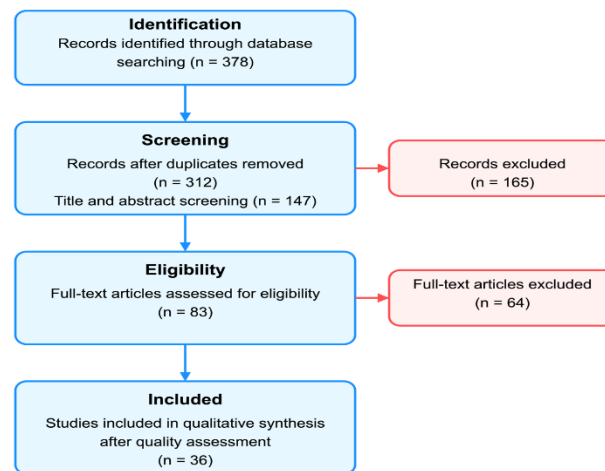 Identification
Records identified through database
searching (n = 378)
Screening
Records after duplicates removed
(n = 312)
Title and abstract screening (n = 147)
Records excluded
(n = 165)
Eligibility
Full-text articles assessed for eligibility
(n = 83)
Full-text articles excluded
(n = 64)
Included
Studies included in qualitative synthesis
after quality assessment
(n = 36)